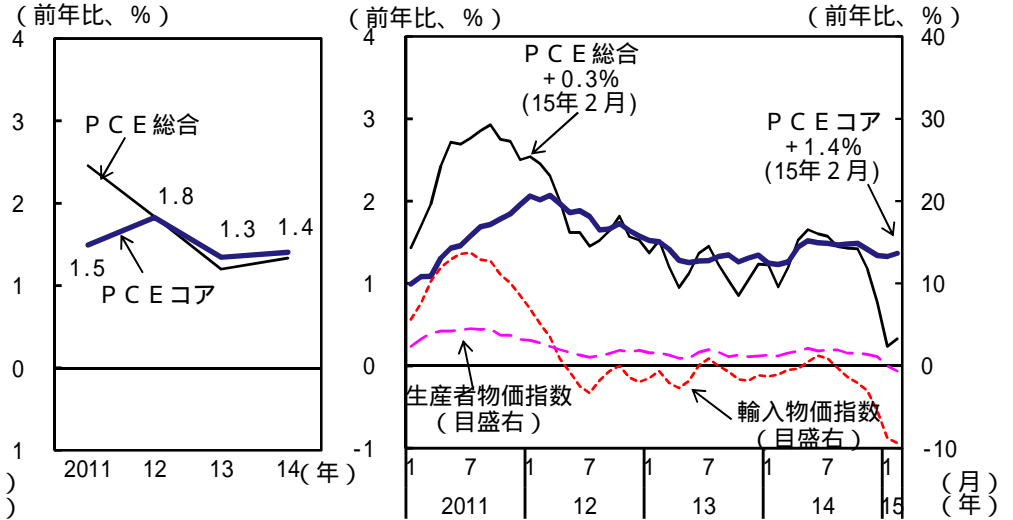 （前年比、％）
4
3
2
1
0
1
ＰＣＥ総合
1.8
1.3
1.4
1.5
ＰＣＥコア
2011 12 13 14（年）
)
)
（前年比、％）
（前年比、％）
4
3
2
1
0
-1
40
30
20
10
0
-10
ＰＣＥ総合
+0.3%
(15年２月)
ＰＣＥコア
+1.4%
(15年２月)
生産者物価指数
（目盛右）
輸入物価指数
（目盛右）
1 7 1 7 1 7 1 7 1
（月）
2011 12 13 14 15
（年）